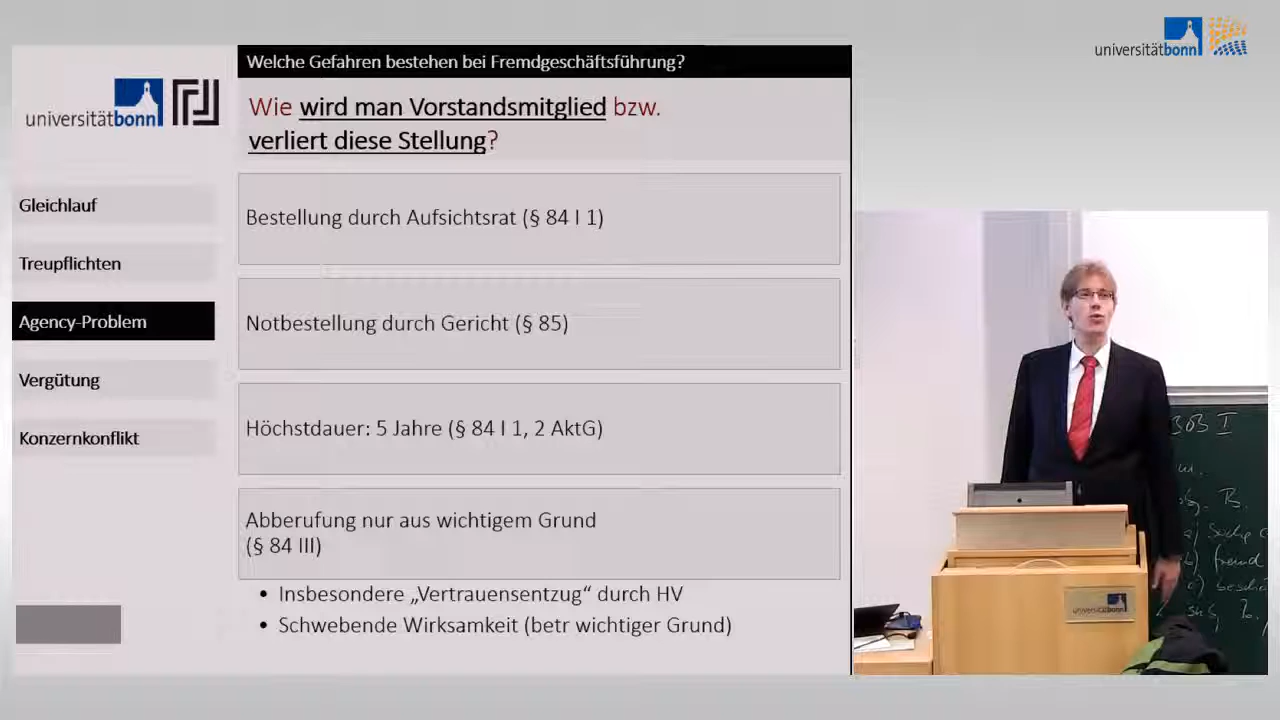 universitätbonn
Welche Gefahren bestehen bei Fremdgeschäftsführung?
universitätbonn
Wie wird man Vorstandsmitglied bzw.
verliert diese Stellung?
Gleichlauf
Treupflichten
Agency-Problem
Vergütung
Konzernkonflikt
Bestellung durch Aufsichtsrat (§ 84 I 1)
Notbestellung durch Gericht (§ 85)
Höchstdauer: 5 Jahre (§ 84 I 1, 2 AktG)
Abberufung nur aus wichtigem Grund
(§ 84 III)
• Insbesondere „Vertrauensentzug“ durch HV
• Schwebende Wirksamkeit (betr wichtiger Grund)
universitätbonn
I
B.
a)
fremd
c)